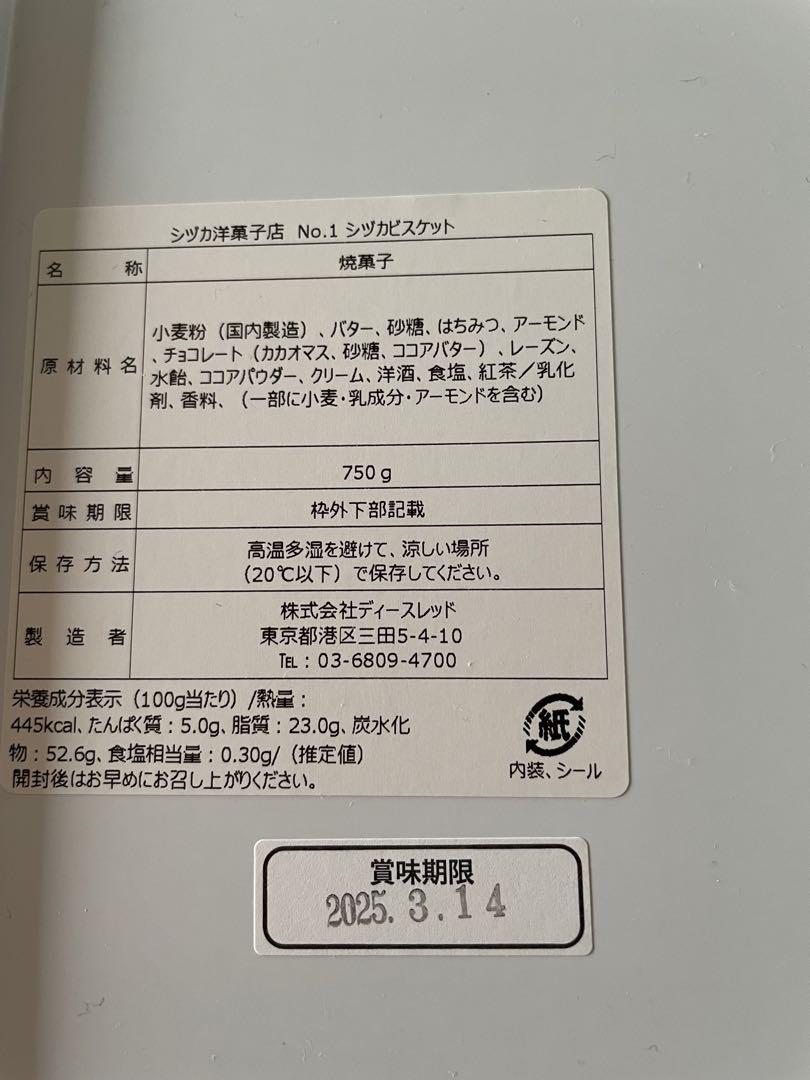 シヅカ洋菓子店 No.1 シヅカビスケット
名 称 焼菓子
原材料名 小麦粉（国内製造）、バター、砂糖、はちみつ、アーモンド
、チョコレート（カカオマス、砂糖、ココアバター）、レーズン、
水飴、ココアパウダー、クリーム、洋酒、食塩、紅茶／乳化
剤、香料、（一部に小麦・乳成分・アーモンドを含む）
内容量 750g
賞味期限 枠外下部記載
保存方法 高温多湿を避けて、涼しい場所
（20℃以下）で保存してください。
製造者 株式会社ディースレッド
東京都港区三田5-4-10
℡：03-6809-4700
栄養成分表示（100g当たり）/熱量：
445kcal、たんぱく質：5.0g、脂質：23.0g、炭水化
物：52.6g、食塩相当量：0.30g/（推定値）
開封後はお早めにお召し上がりください。
紙
内装、シール
賞味期限
2025.3.14